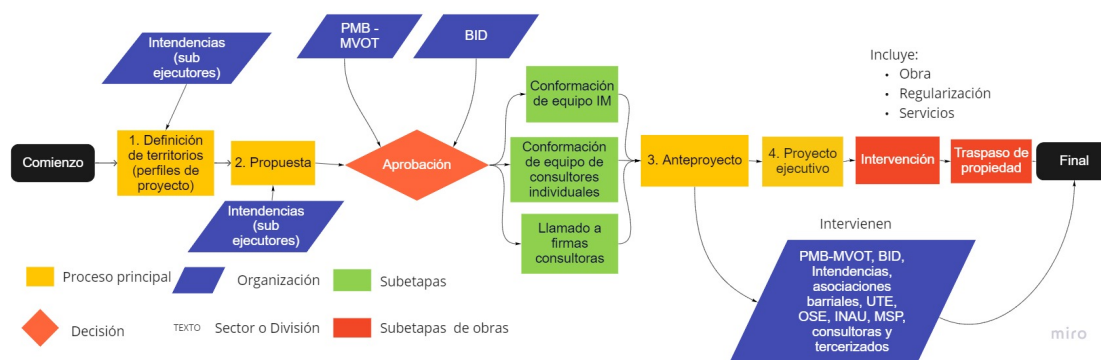 Intendencias
(sub
ejecutores)
PMB -
MVOT
BID
Incluye:
• Obra
• Regularización
• Servicios
Comienzo
1. Definición
de territorios
(perfiles de
proyecto)
2. Propuesta
Intendencias
(sub
ejecutores)
Aprobación
Conformación
de equipo IM
Conformación
de equipo de
consultores
individuales
Llamado a
firmas
consultoras
3. Anteproyecto
4. Proyecto
ejecutivo
Intervención
Traspaso de
propiedad
Final
Intervienen
PMB-MVOT, BID,
Intendencias,
asociaciones
barriales, UTE,
OSE, INAU, MSP,
consultoras y
tercerizados
Proceso principal
Organización
Subetapas
Decisión
TEXTO
Sector o División
Subetapas de obras
miro